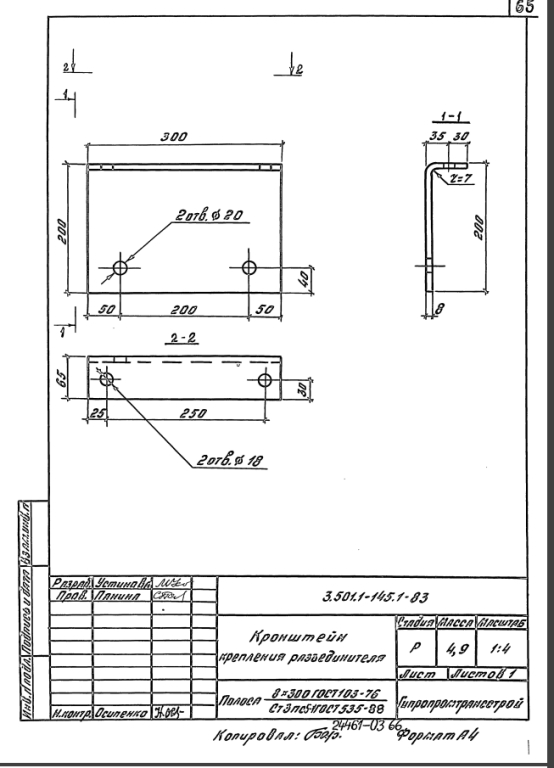 65
2 2
1
1-1
300
35 30
r=7
200
2отв. ϕ 20
200
40
50 200 50
8
1
2-2
65
30
25 250
2отв. ϕ 18
Разраб. Устинова
Пров. Панина
3.501.1-145.1-83
Кронштейн
крепления разъединителя
Стадия Масса Масштаб
Р 4,9 1:4
Лист Листов 1
Полоса 8×300 ГОСТ 103-76
Ст3пс5-II ГОСТ 535-88
Гипропромтрансстрой
Н.контр. Осипенко
24461-03 66
Копировал: Формат А4
Инв.№подл. Подпись и дата Взам.инв.№